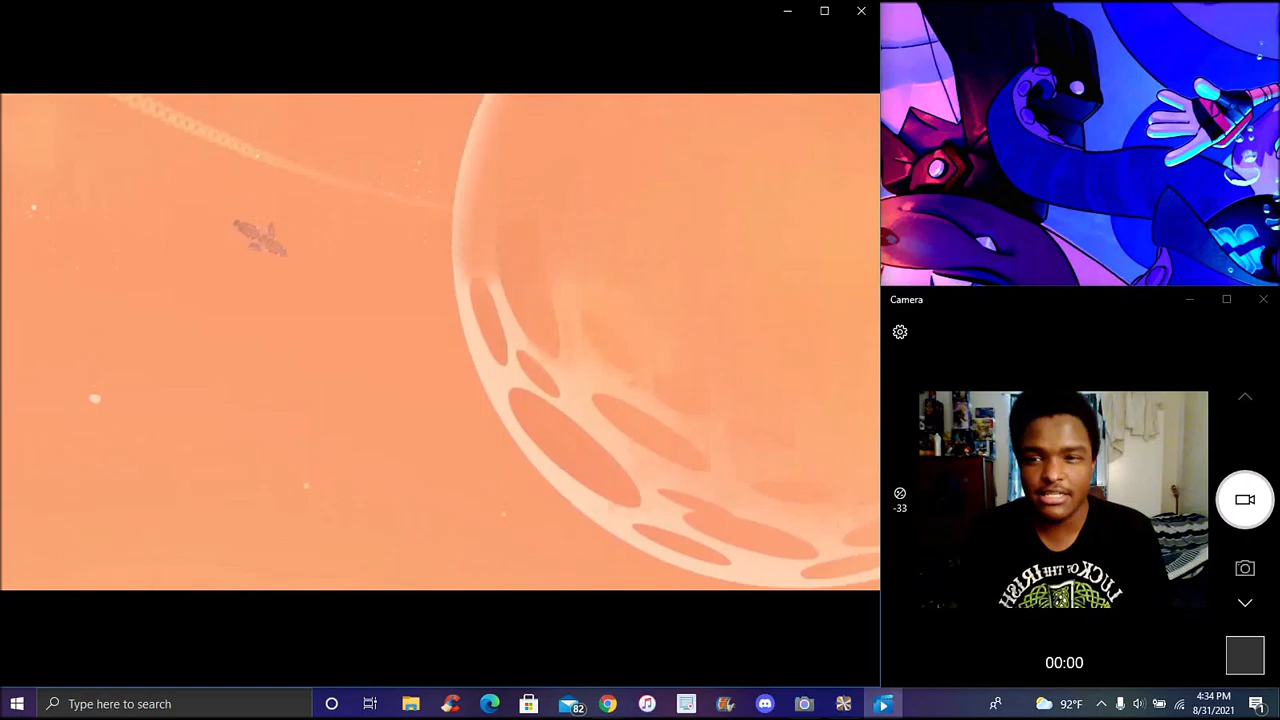 Camera
-33
LUCK OF THE IRISH
00:00
Type here to search
82
92°F
4:34 PM
8/31/2021
1